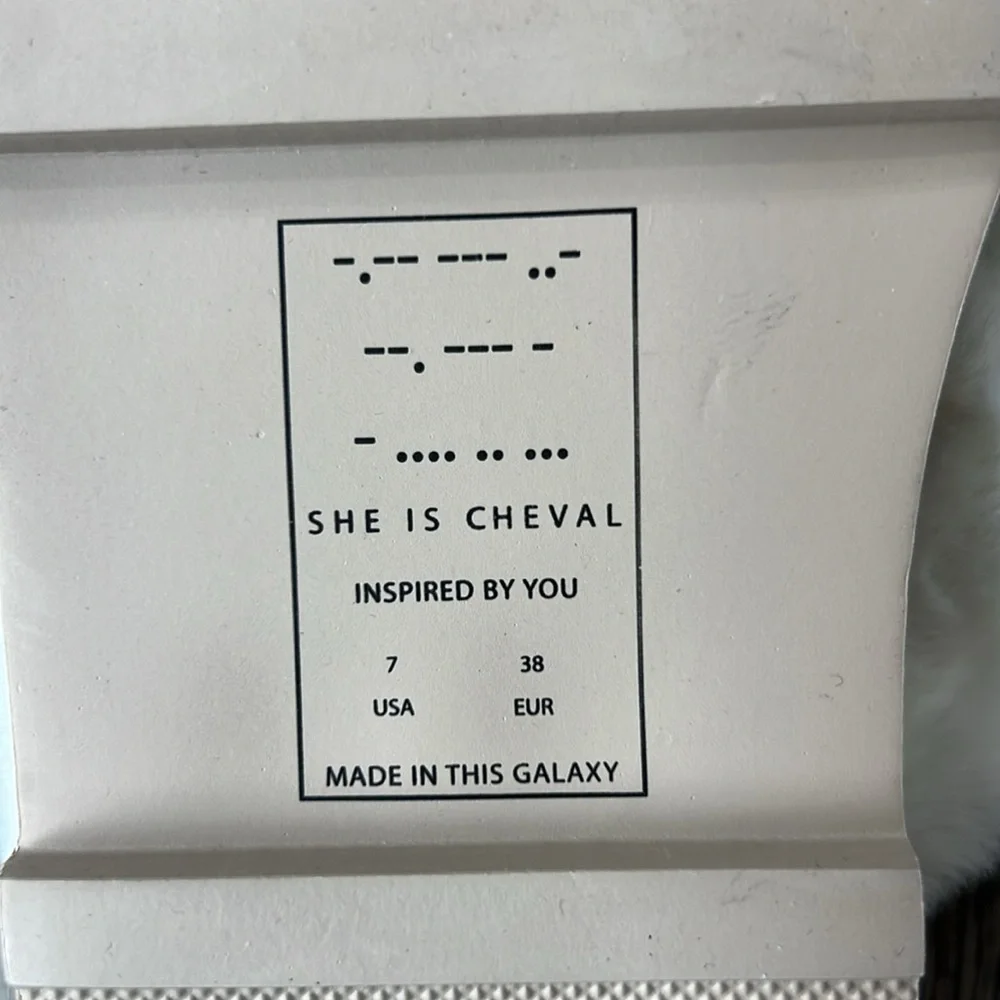 -.-- --- ..-
--. --- -
- .... .. ...
SHE IS CHEVAL
INSPIRED BY YOU
7 38
USA EUR
MADE IN THIS GALAXY